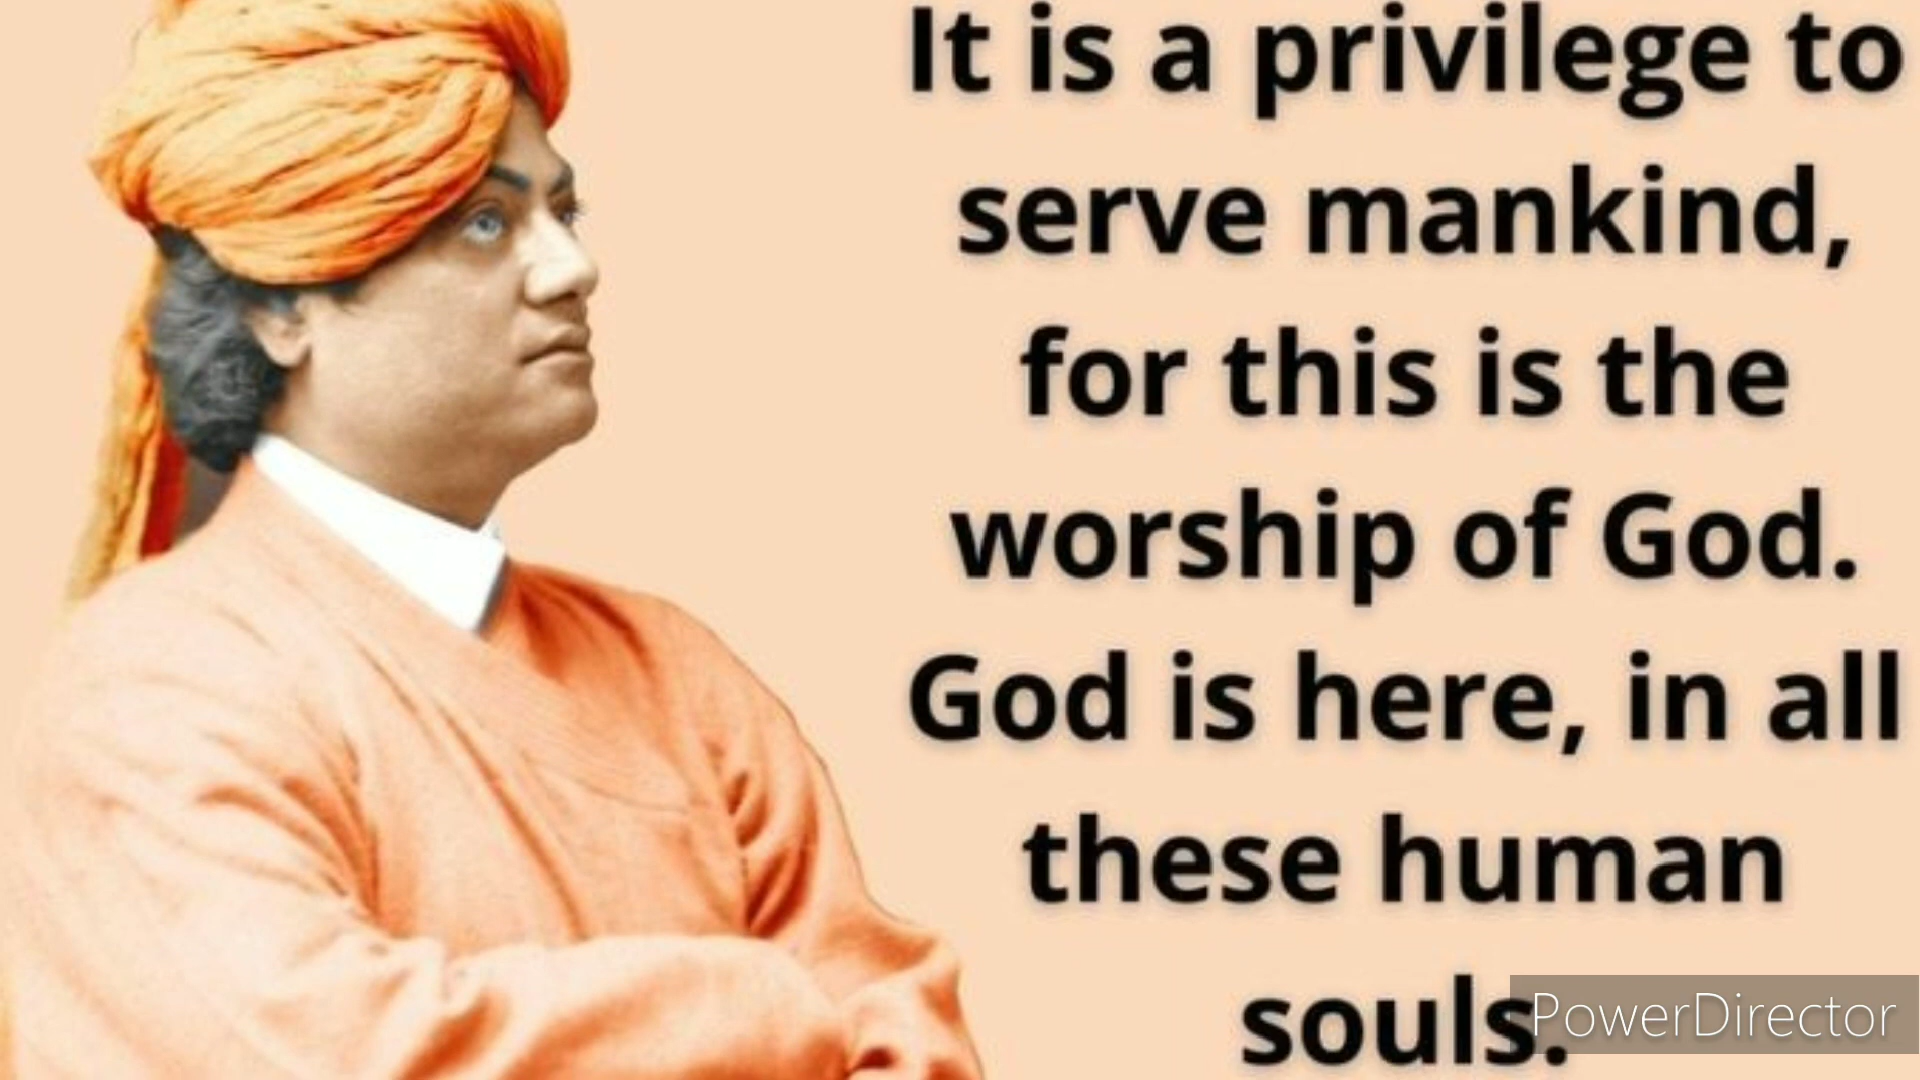 It is a privilege to
serve mankind,
for this is the
worship of God.
God is here, in all
these human
souls.
PowerDirector